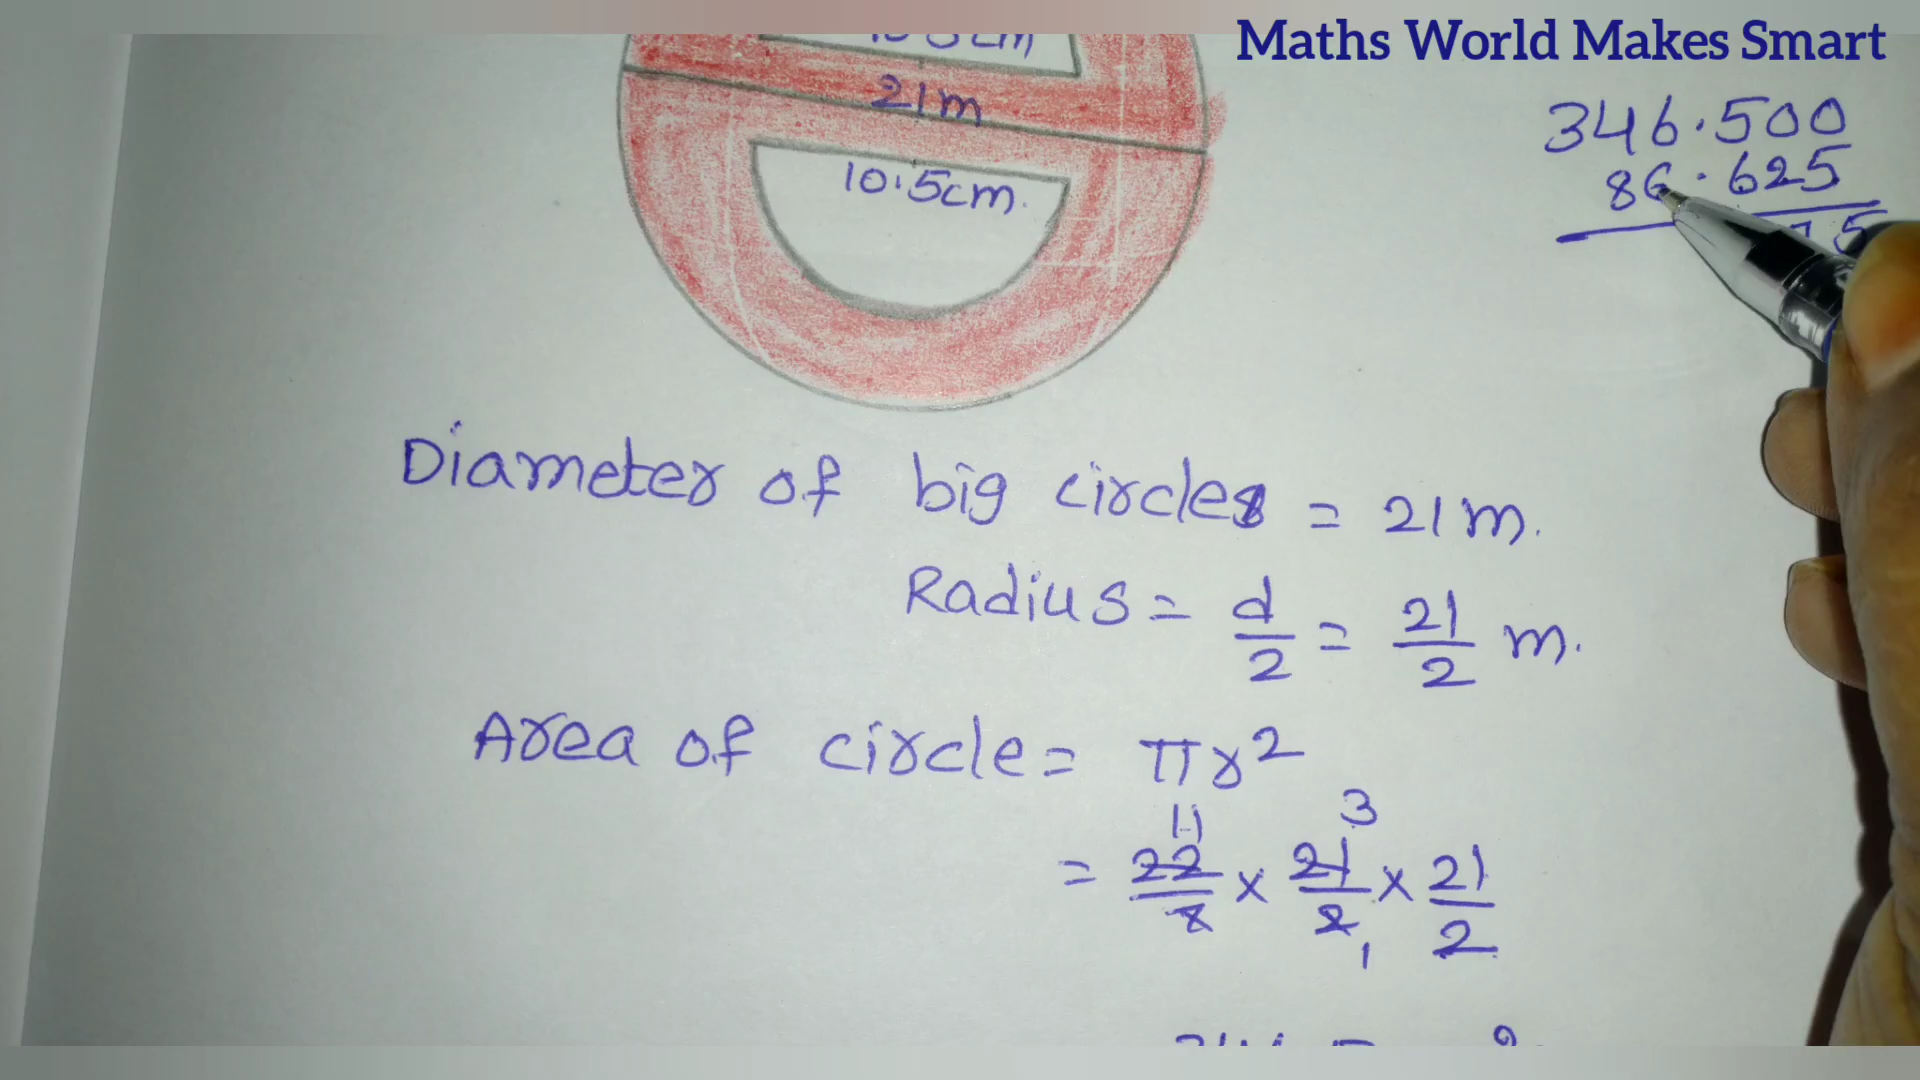 Maths World Makes Smart
21m
10.5cm.
346.500
86.625
75
Diameter of big circles = 21m.
Radius = d/2 = 21/2 m.
Area of circle = πr²
11 3
= 22/7 × 21/2 × 21/2
1